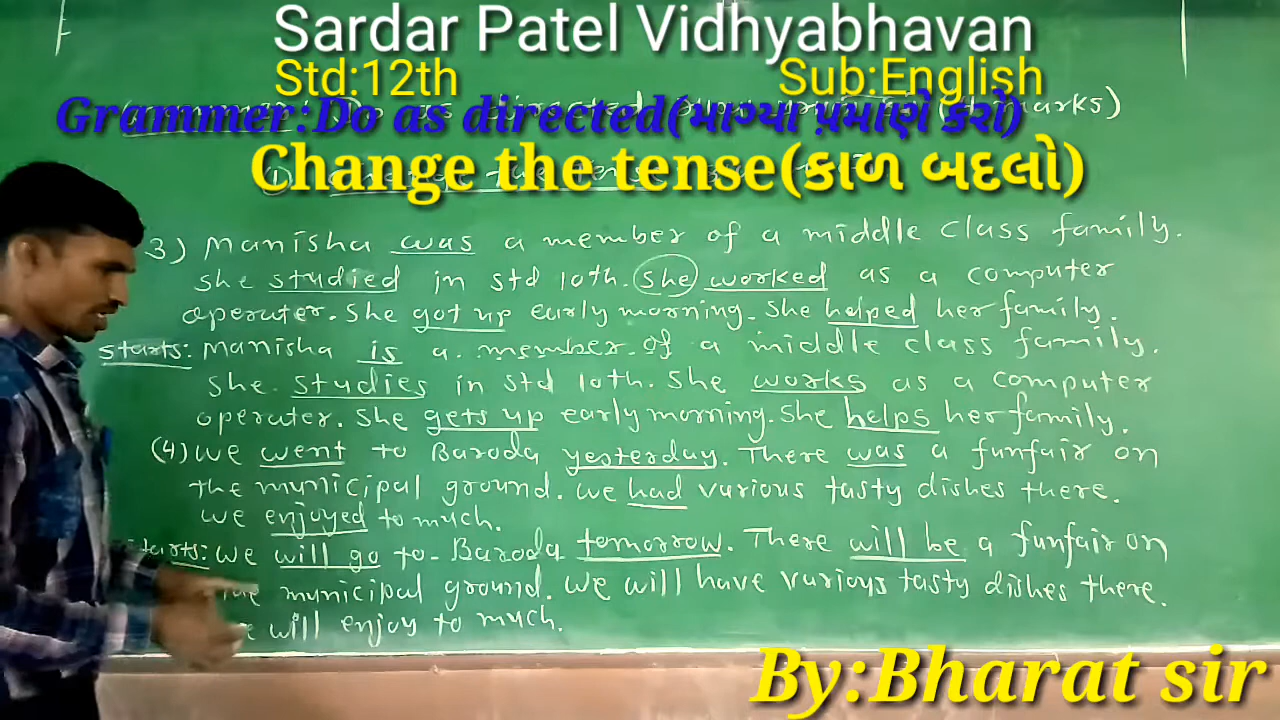 Sardar Patel Vidhyabhavan
Std:12th Sub:English
Grammer:Do as directed(માગ્યા પ્રમાણે કરો) marks)
Change the tense(કાળ બદલો)
3) Manisha was a member of a middle class family.
she studied in std 10th. she worked as a computer
operater. she got up early morning. she helped her family.
starts: Manisha is a member of a middle class family.
she studies in std 10th. she works as a computer
operater. she gets up early morning. she helps her family.
(4) we went to Baroda yesterday. There was a funfair on
the municipal ground. we had various tasty dishes there.
we enjoyed to much.
we will go to Baroda tomorrow. There will be a funfair on
municipal ground. we will have various tasty dishes there.
will enjoy to much.
By:Bharat sir